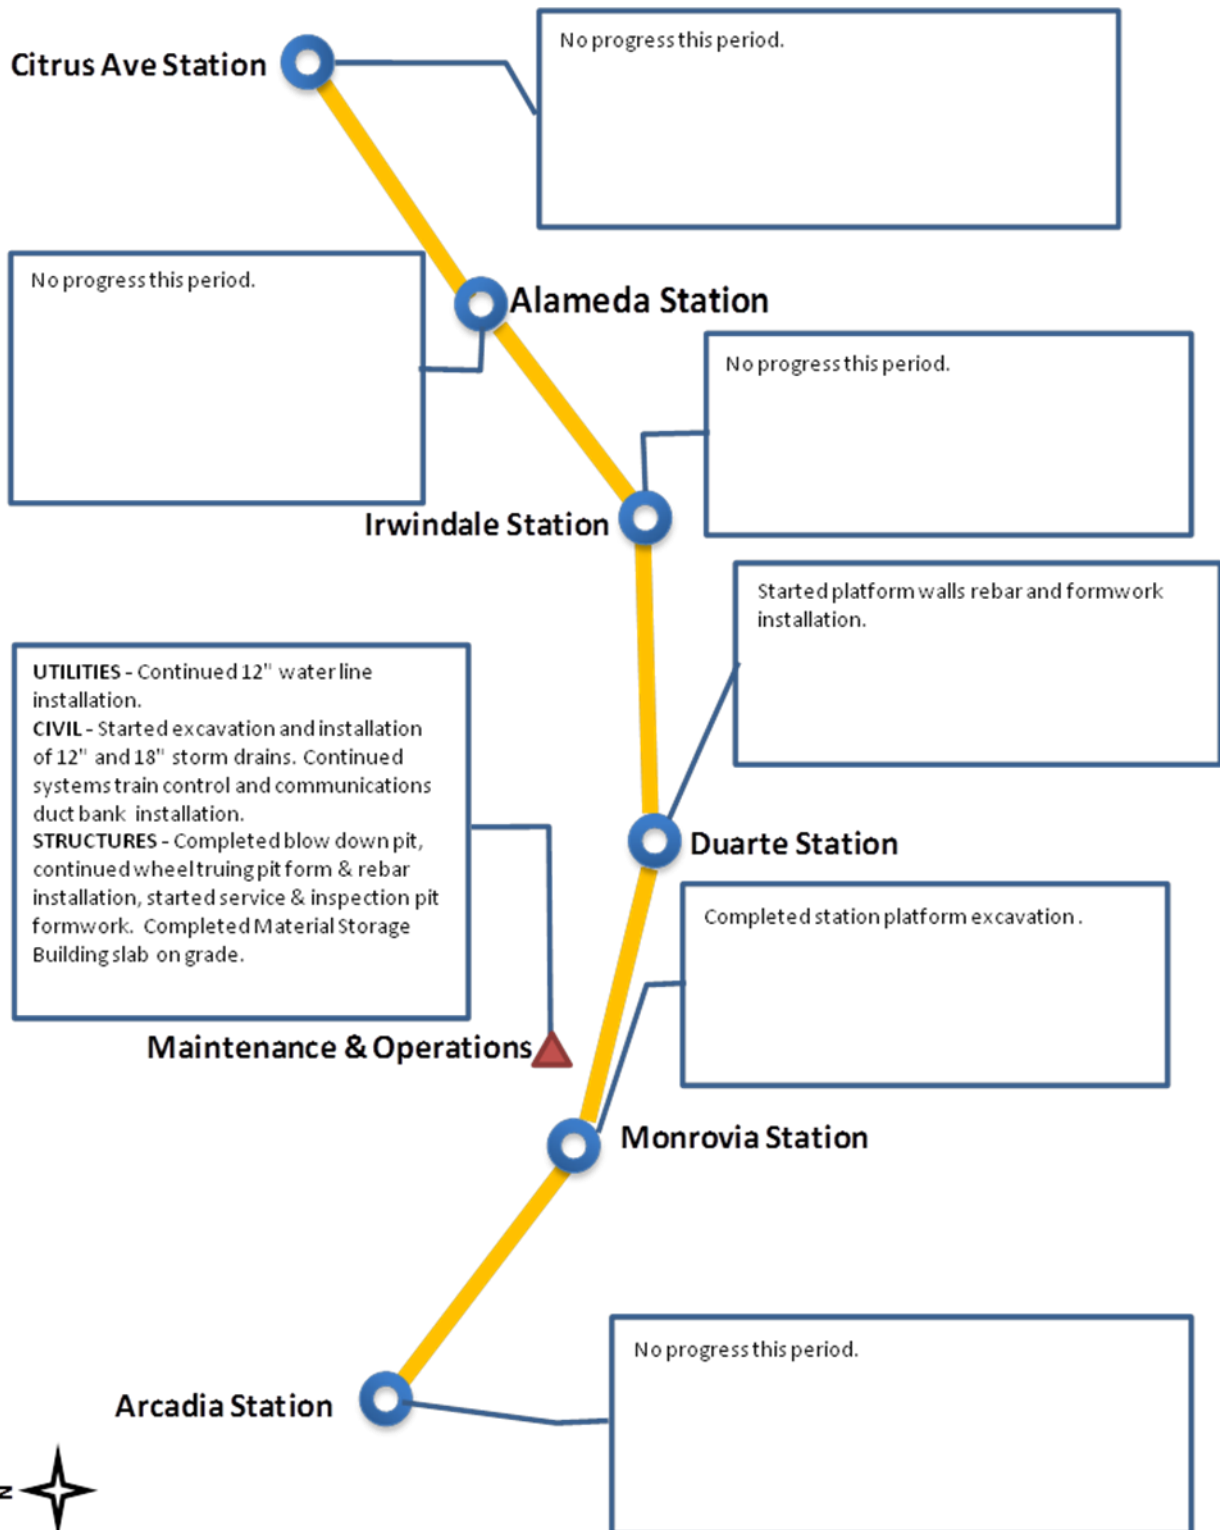 No progress this period.
Citrus Ave Station
No progress this period.
Alameda Station
No progress this period.
Irwindale Station
Started platform walls rebar and formwork
installation.
UTILITIES - Continued 12" water line
installation.
CIVIL - Started excavation and installation
of 12" and 18" storm drains. Continued
systems train control and communications
duct bank installation.
STRUCTURES - Completed blow down pit,
continued wheel truing pit form & rebar
installation, started service & inspection pit
formwork. Completed Material Storage
Building slab on grade.
Duarte Station
Completed station platform excavation .
Maintenance & Operations
Monrovia Station
No progress this period.
Arcadia Station
N